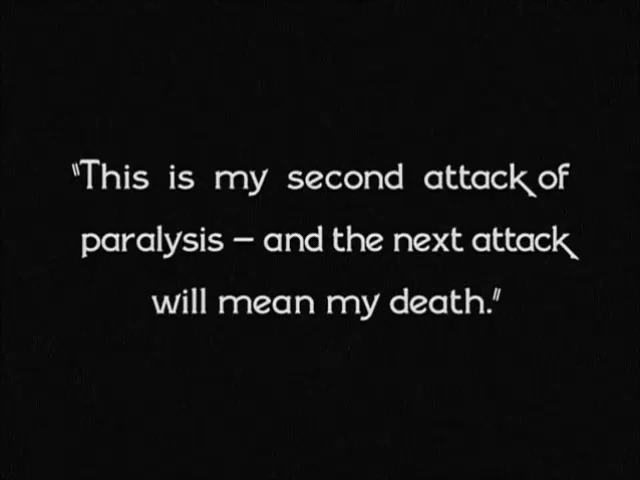 "This is my second attack of
paralysis – and the next attack
will mean my death."